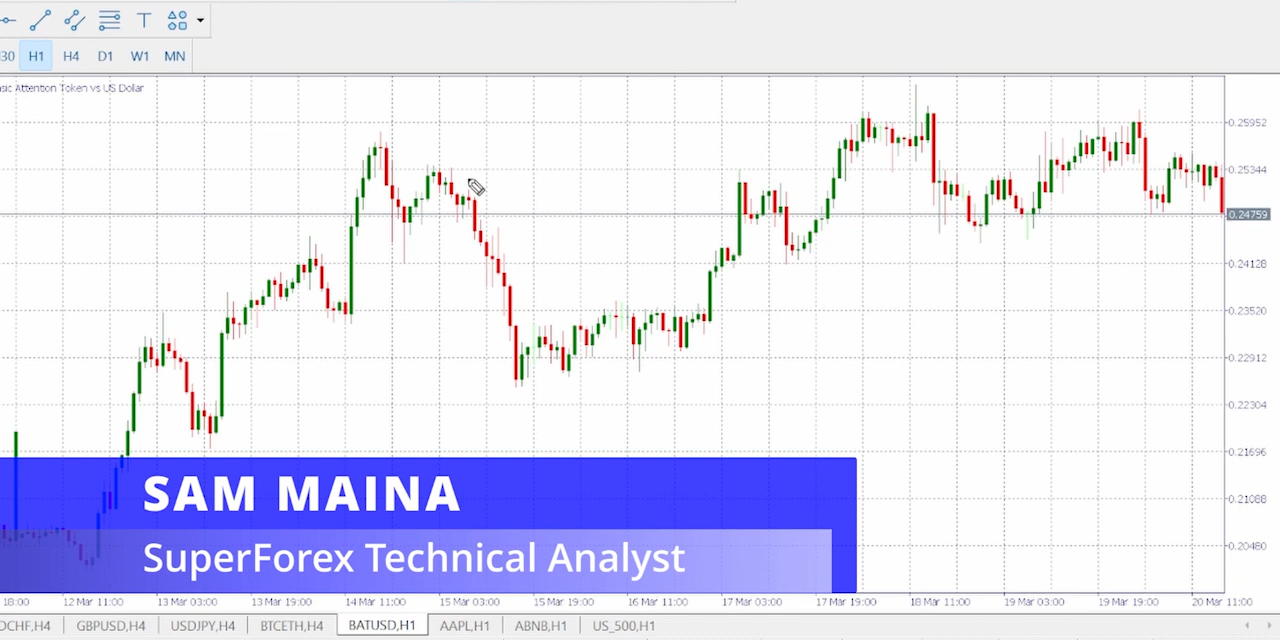 T
M30 H1 H4 D1 W1 MN
Basic Attention Token vs US Dollar
0.25952
0.25344
0.24759
0.24128
0.23520
0.22912
0.22304
0.21696
0.21088
0.20480
SAM MAINA
SuperForex Technical Analyst
18:00 12 Mar 11:00 13 Mar 03:00 13 Mar 19:00 14 Mar 11:00 15 Mar 03:00 15 Mar 19:00 16 Mar 11:00 17 Mar 03:00 17 Mar 19:00 18 Mar 11:00 19 Mar 03:00 19 Mar 19:00 20 Mar 11:00
DCHF,H4 GBPUSD,H4 USDJPY,H4 BTCETH,H4 BATUSD,H1 AAPL,H1 ABNB,H1 US_500,H1